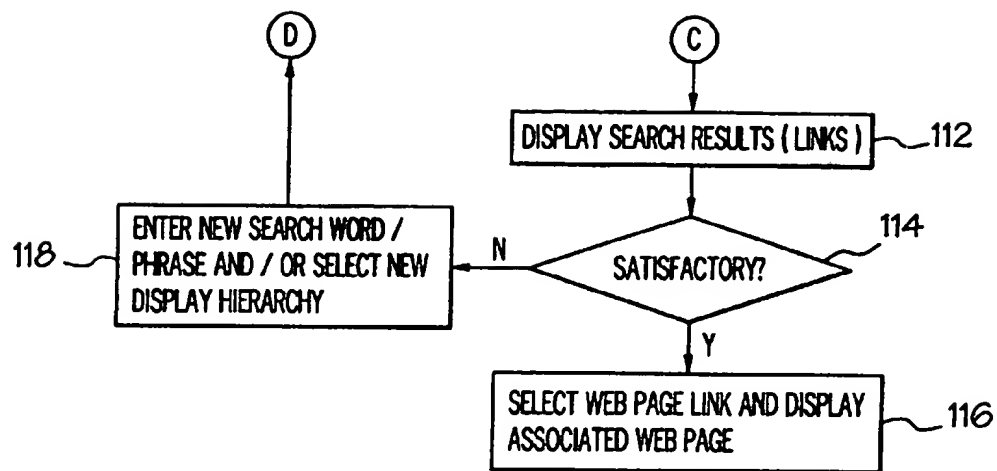 D
C
DISPLAY SEARCH RESULTS ( LINKS )
112
114
SATISFACTORY?
N
118
ENTER NEW SEARCH WORD /
PHRASE AND / OR SELECT NEW
DISPLAY HIERARCHY
Y
SELECT WEB PAGE LINK AND DISPLAY
ASSOCIATED WEB PAGE
116